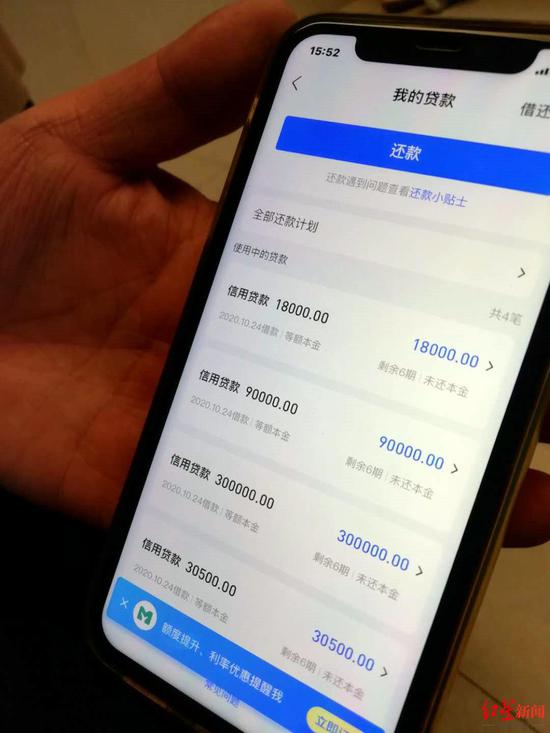 15:52
我的贷款
借还
还款
还款遇到问题查看还款小贴士
全部还款计划
使用中的贷款
共4笔
信用贷款 18000.00
18000.00
2020.10.24借款 | 等额本金
剩余6期 | 未还本金
信用贷款 90000.00
90000.00
2020.10.24借款 | 等额本金
剩余6期 | 未还本金
信用贷款 300000.00
300000.00
2020.10.24借款 | 等额本金
剩余6期 | 未还本金
信用贷款 30500.00
30500.00
2020.10.24借款 | 等额本金
剩余6期 | 未还本金
额度提升、利率优惠提醒我
常见问题
立即
红星新闻